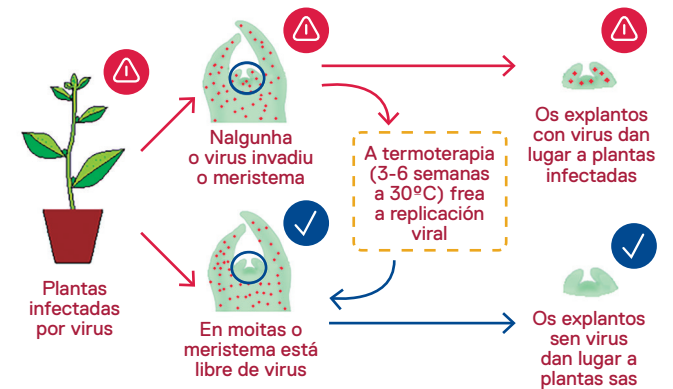 Plantas
infectadas
por virus
Nalgunha
o virus invadiu
o meristema
A termoterapia
(3-6 semanas
a 30ºC) frea
a replicación
viral
Os explantos
con virus dan
lugar a plantas
infectadas
En moitas o
meristema está
libre de virus
Os explantos
sen virus
dan lugar a
plantas sas